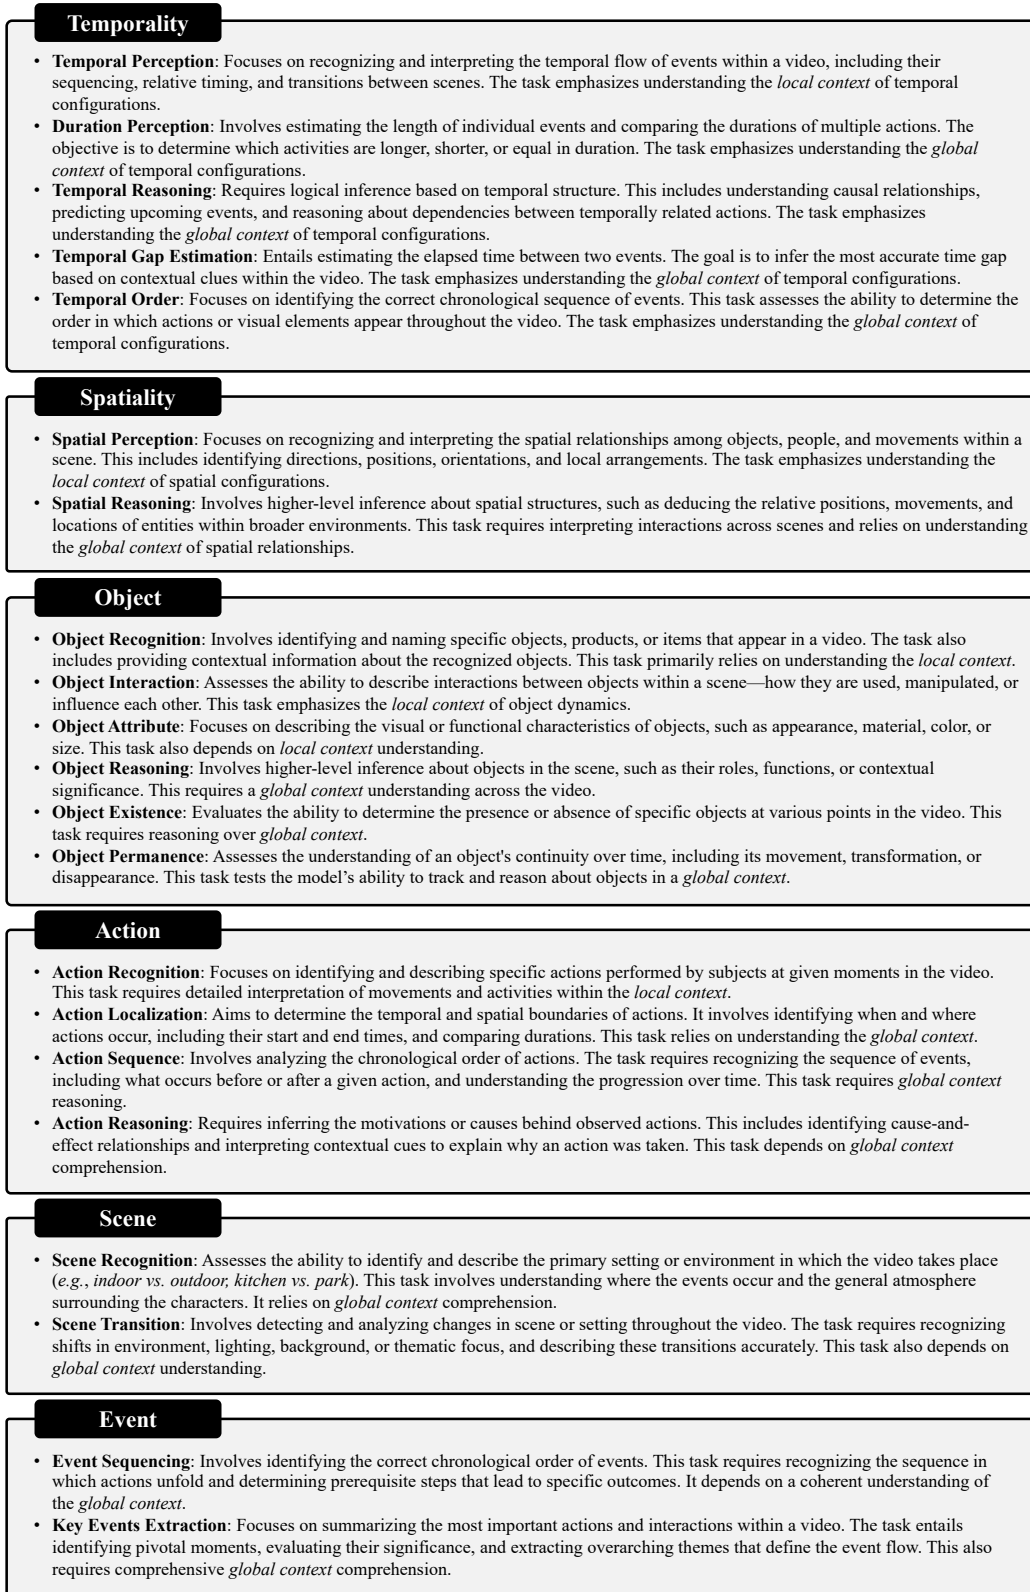 Temporality
• Temporal Perception: Focuses on recognizing and interpreting the temporal flow of events within a video, including their
sequencing, relative timing, and transitions between scenes. The task emphasizes understanding the local context of temporal
configurations.
• Duration Perception: Involves estimating the length of individual events and comparing the durations of multiple actions. The
objective is to determine which activities are longer, shorter, or equal in duration. The task emphasizes understanding the global
context of temporal configurations.
• Temporal Reasoning: Requires logical inference based on temporal structure. This includes understanding causal relationships,
predicting upcoming events, and reasoning about dependencies between temporally related actions. The task emphasizes
understanding the global context of temporal configurations.
• Temporal Gap Estimation: Entails estimating the elapsed time between two events. The goal is to infer the most accurate time gap
based on contextual clues within the video. The task emphasizes understanding the global context of temporal configurations.
• Temporal Order: Focuses on identifying the correct chronological sequence of events. This task assesses the ability to determine the
order in which actions or visual elements appear throughout the video. The task emphasizes understanding the global context of
temporal configurations.
Spatiality
• Spatial Perception: Focuses on recognizing and interpreting the spatial relationships among objects, people, and movements within a
scene. This includes identifying directions, positions, orientations, and local arrangements. The task emphasizes understanding the
local context of spatial configurations.
• Spatial Reasoning: Involves higher-level inference about spatial structures, such as deducing the relative positions, movements, and
locations of entities within broader environments. This task requires interpreting interactions across scenes and relies on understanding
the global context of spatial relationships.
Object
• Object Recognition: Involves identifying and naming specific objects, products, or items that appear in a video. The task also
includes providing contextual information about the recognized objects. This task primarily relies on understanding the local context.
• Object Interaction: Assesses the ability to describe interactions between objects within a scene—how they are used, manipulated, or
influence each other. This task emphasizes the local context of object dynamics.
• Object Attribute: Focuses on describing the visual or functional characteristics of objects, such as appearance, material, color, or
size. This task also depends on local context understanding.
• Object Reasoning: Involves higher-level inference about objects in the scene, such as their roles, functions, or contextual
significance. This requires a global context understanding across the video.
• Object Existence: Evaluates the ability to determine the presence or absence of specific objects at various points in the video. This
task requires reasoning over global context.
• Object Permanence: Assesses the understanding of an object's continuity over time, including its movement, transformation, or
disappearance. This task tests the model’s ability to track and reason about objects in a global context.
Action
• Action Recognition: Focuses on identifying and describing specific actions performed by subjects at given moments in the video.
This task requires detailed interpretation of movements and activities within the local context.
• Action Localization: Aims to determine the temporal and spatial boundaries of actions. It involves identifying when and where
actions occur, including their start and end times, and comparing durations. This task relies on understanding the global context.
• Action Sequence: Involves analyzing the chronological order of actions. The task requires recognizing the sequence of events,
including what occurs before or after a given action, and understanding the progression over time. This task requires global context
reasoning.
• Action Reasoning: Requires inferring the motivations or causes behind observed actions. This includes identifying cause-and-
effect relationships and interpreting contextual cues to explain why an action was taken. This task depends on global context
comprehension.
Scene
• Scene Recognition: Assesses the ability to identify and describe the primary setting or environment in which the video takes place
(e.g., indoor vs. outdoor, kitchen vs. park). This task involves understanding where the events occur and the general atmosphere
surrounding the characters. It relies on global context comprehension.
• Scene Transition: Involves detecting and analyzing changes in scene or setting throughout the video. The task requires recognizing
shifts in environment, lighting, background, or thematic focus, and describing these transitions accurately. This task also depends on
global context understanding.
Event
• Event Sequencing: Involves identifying the correct chronological order of events. This task requires recognizing the sequence in
which actions unfold and determining prerequisite steps that lead to specific outcomes. It depends on a coherent understanding of
the global context.
• Key Events Extraction: Focuses on summarizing the most important actions and interactions within a video. The task entails
identifying pivotal moments, evaluating their significance, and extracting overarching themes that define the event flow. This also
requires comprehensive global context comprehension.